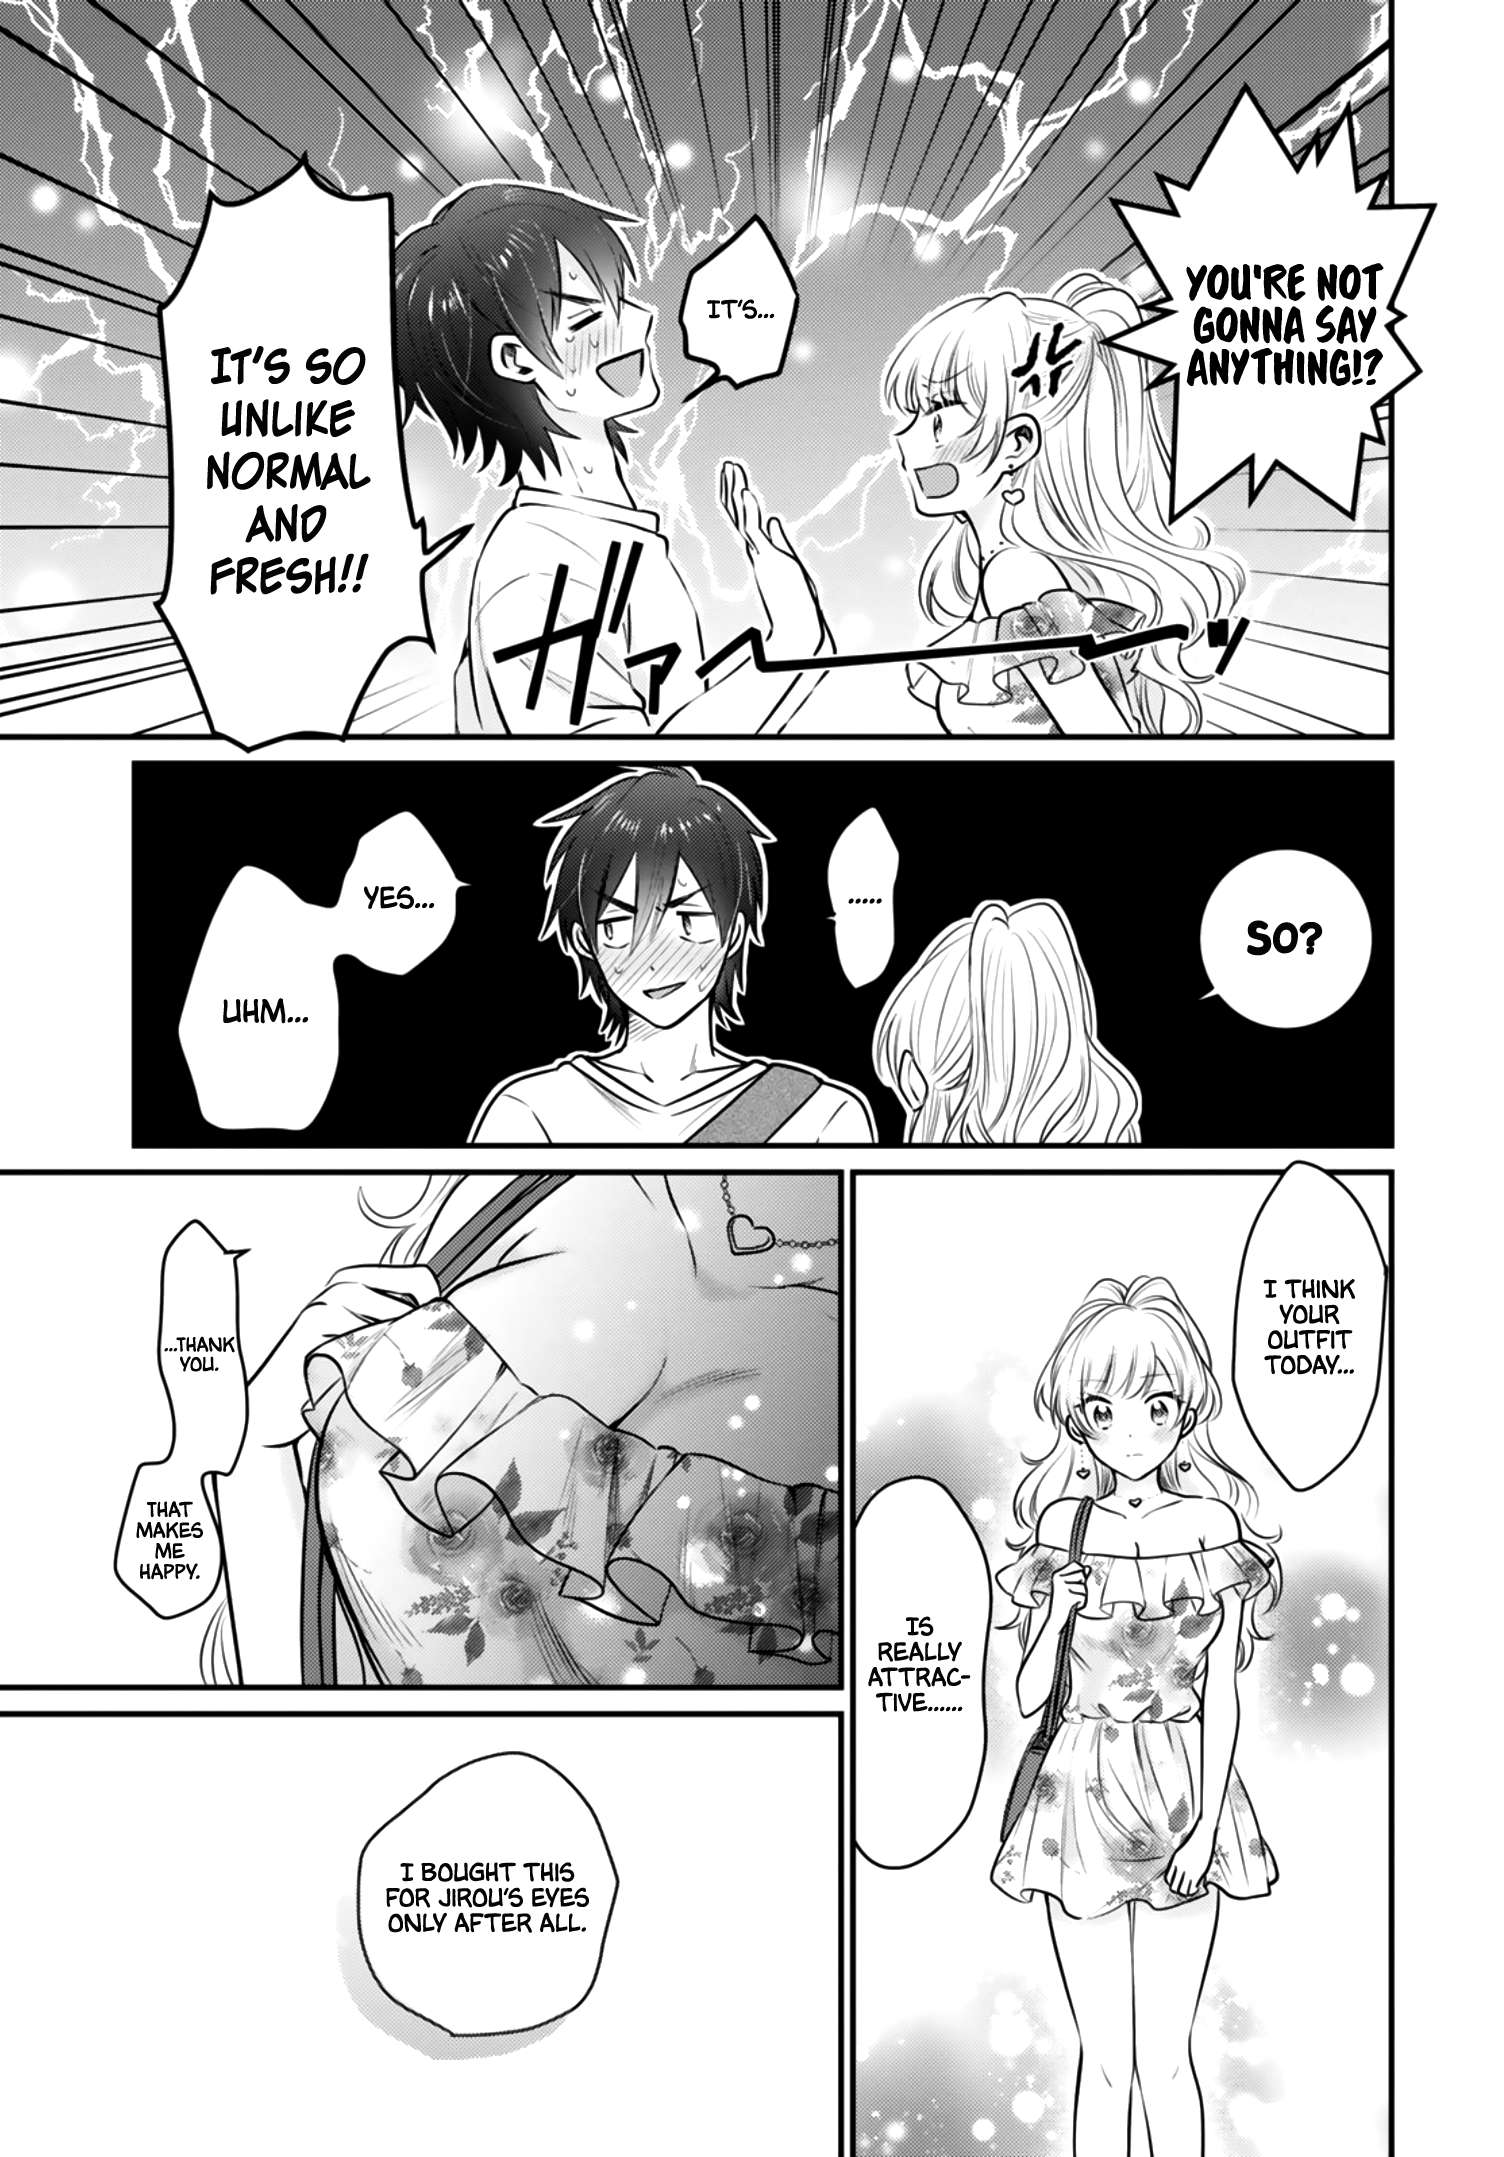 YOU'RE NOT
GONNA SAY
ANYTHING!?
IT'S...
IT'S SO
UNLIKE
NORMAL
AND
FRESH!!
ガァーーッ
SO?
.....
YES...
UHM...
I THINK
YOUR
OUTFIT
TODAY...
IS
REALLY
ATTRAC-
TIVE......
...THANK
YOU.
THAT
MAKES
ME
HAPPY.
I BOUGHT THIS
FOR JIROU'S EYES
ONLY AFTER ALL.